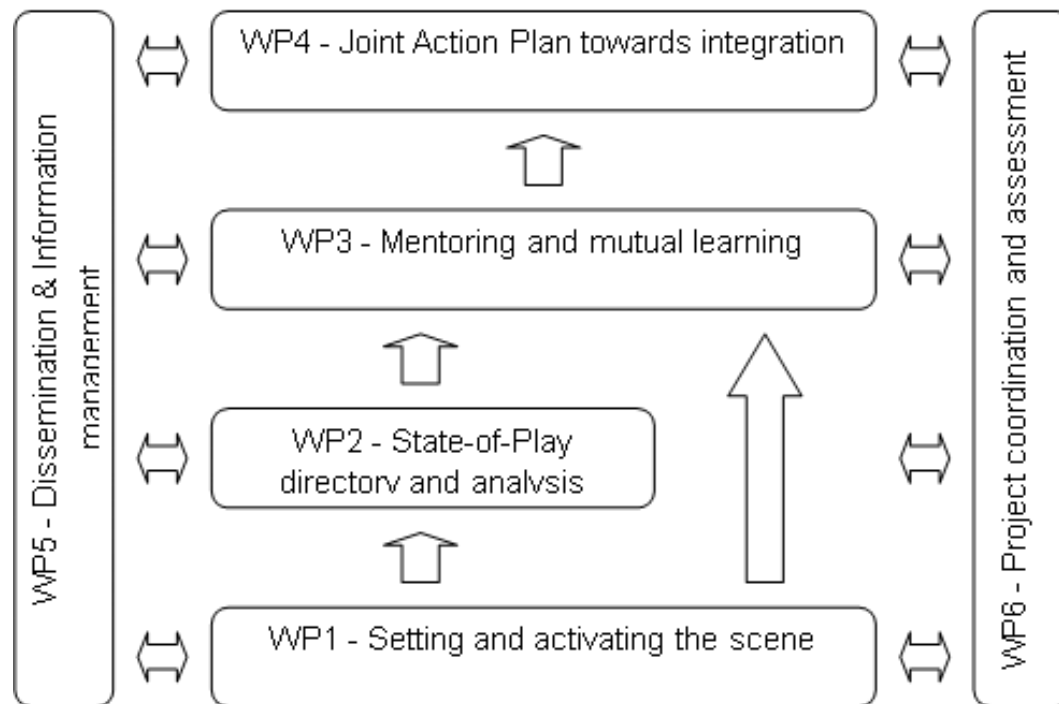 WP4 - Joint Action Plan towards integration
WP3 - Mentoring and mutual learning
WP2 - State-of-Play
directory and analysis
WP1 - Setting and activating the scene
WP5 - Dissemination & Information
management
WP6 - Project coordination and assessment